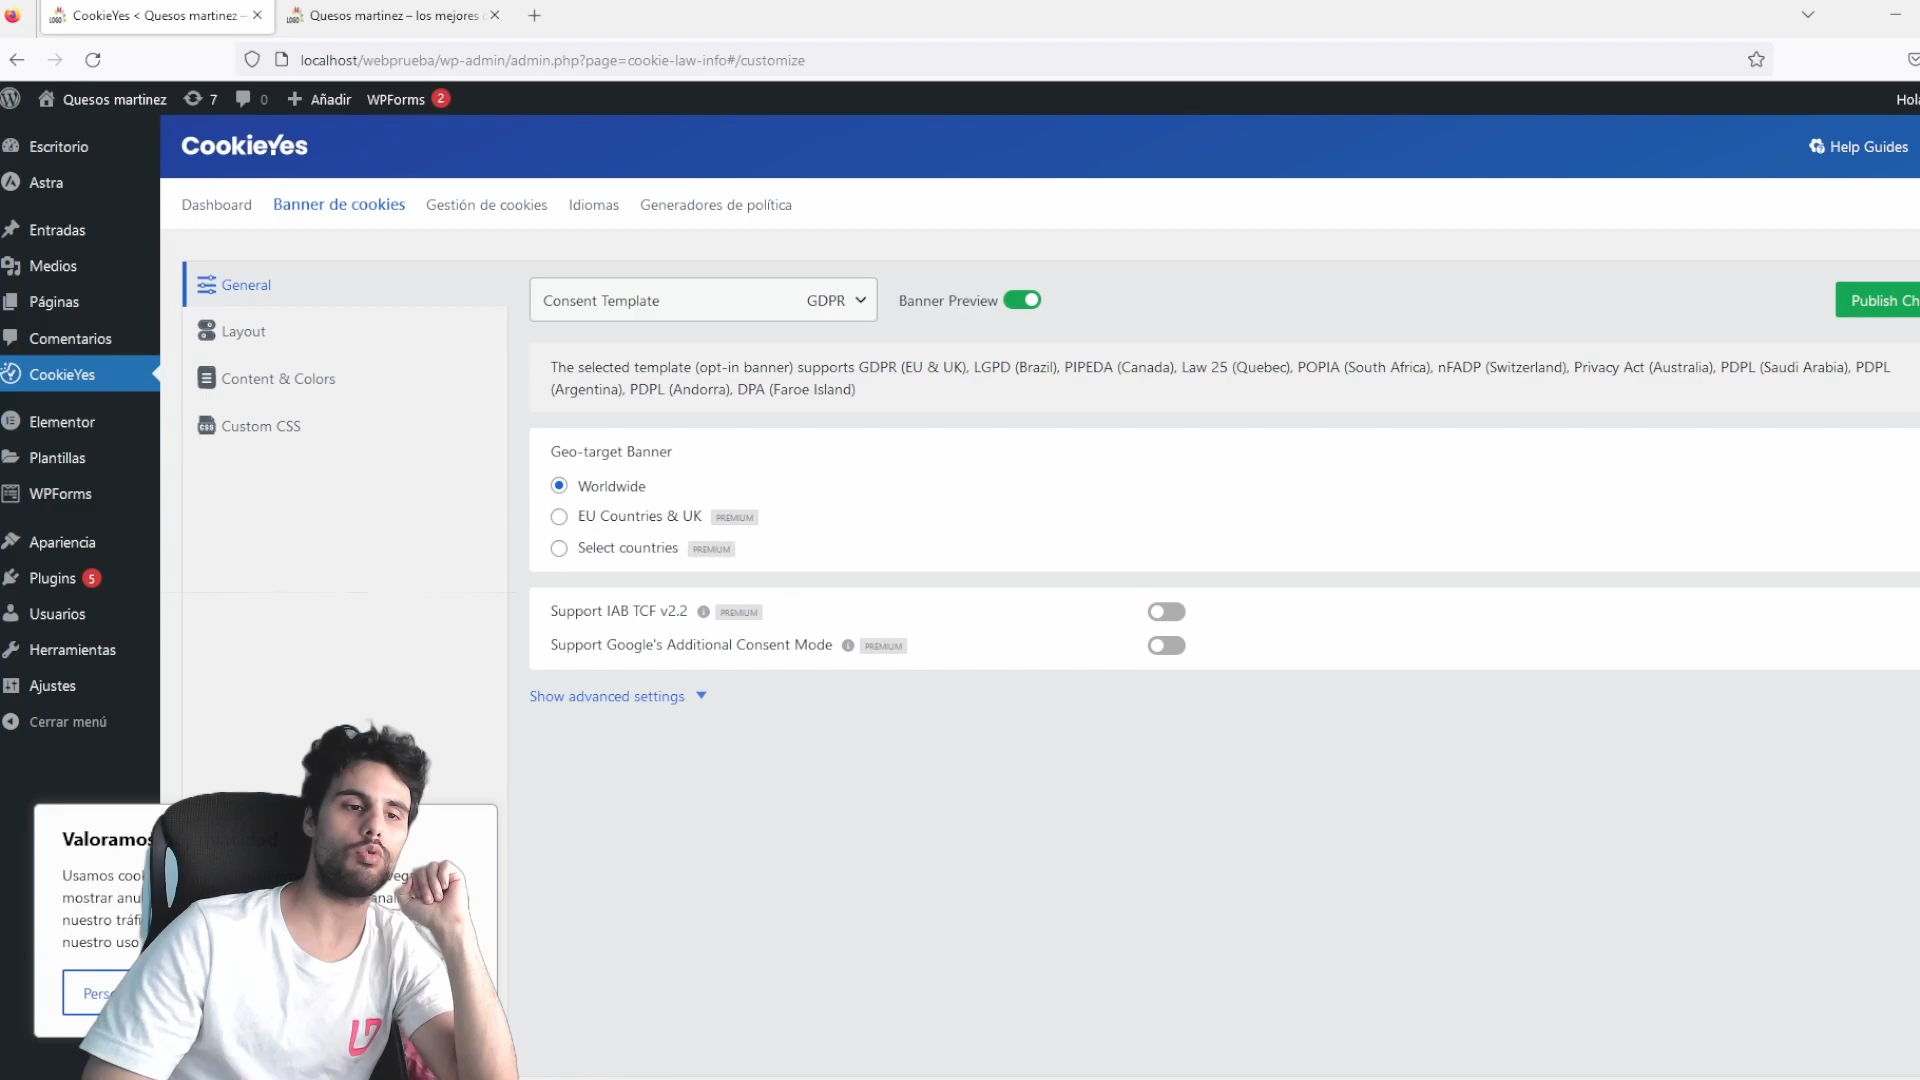 CookieYes < Quesos martinez –
Quesos martinez – los mejores
localhost/webprueba/wp-admin/admin.php?page=cookie-law-info#/customize
Quesos martinez
7
0
Añadir
WPForms 2
Hola
Escritorio
Astra
Entradas
Medios
Páginas
Comentarios
CookieYes
Elementor
Plantillas
WPForms
Apariencia
Plugins 5
Usuarios
Herramientas
Ajustes
Cerrar menú
CookieYes
Help Guides
Dashboard
Banner de cookies
Gestión de cookies
Idiomas
Generadores de política
General
Layout
Content & Colors
Custom CSS
Consent Template GDPR
Banner Preview
Publish Ch
The selected template (opt-in banner) supports GDPR (EU & UK), LGPD (Brazil), PIPEDA (Canada), Law 25 (Quebec), POPIA (South Africa), nFADP (Switzerland), Privacy Act (Australia), PDPL (Saudi Arabia), PDPL
(Argentina), PDPL (Andorra), DPA (Faroe Island)
Geo-target Banner
Worldwide
EU Countries & UK PREMIUM
Select countries PREMIUM
Support IAB TCF v2.2 PREMIUM
Support Google's Additional Consent Mode PREMIUM
Show advanced settings
Valoramos
Usamos cook
mostrar anu
nuestro tráfi
nuestro uso
Pers